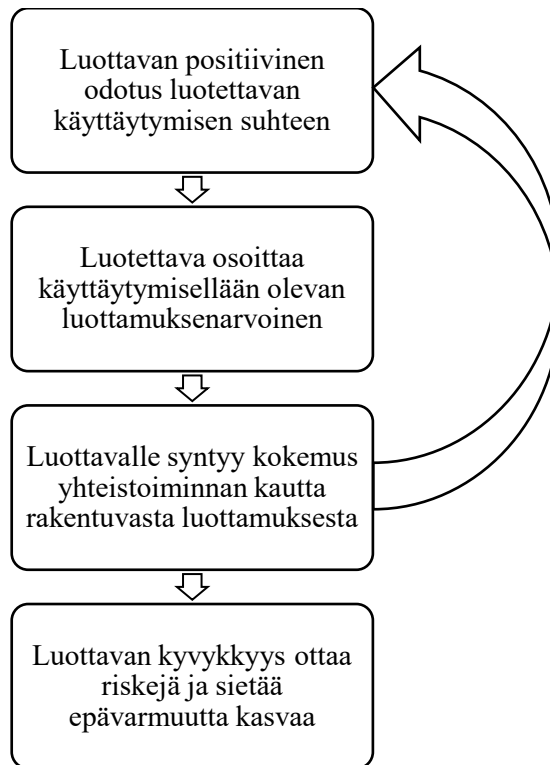 Luottavan positiivinen
odotus luotettavan
käyttäytymisen suhteen
Luotettava osoittaa
käyttäytymisellään olevan
luottamuksenarvoinen
Luottavalle syntyy kokemus
yhteistoiminnan kautta
rakentuvasta luottamuksesta
Luottavan kyvykkyys ottaa
riskejä ja sietää
epävarmuutta kasvaa